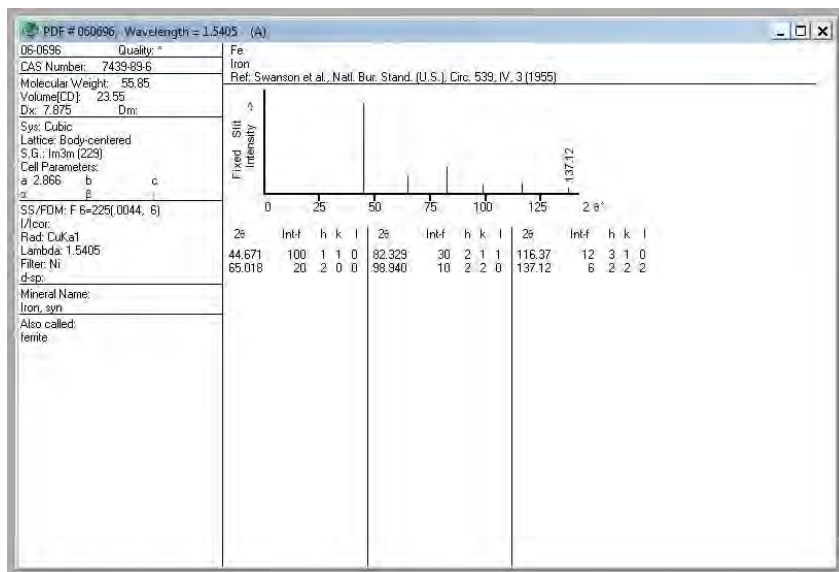 PDF # 060696, Wavelength = 1.5405 (A)
06-0696 Quality: *
CAS Number: 7439-89-6
Molecular Weight: 55.85
Volume[CD]: 23.55
Dx: 7.875 Dm:
Sys: Cubic
Lattice: Body-centered
S.G.: Im3m (229)
Cell Parameters:
a 2.866 b c
α β
SS/FOM: F 6=225(.0044, 6)
I/Icor:
Rad: CuKa1
Lambda: 1.5405
Filter: Ni
d-sp:
Mineral Name:
Iron, syn
Also called:
ferrite
Fe
Iron
Ref: Swanson et al., Natl. Bur. Stand. (U.S.), Circ. 539, IV, 3 (1955)
Fixed Slit
Intensity ->
137.12
0 25 50 75 100 125 2 θ°
2θ Int-f h k l 2θ Int-f h k l 2θ Int-f h k l
44.671 100 1 1 0 82.329 30 2 1 1 116.37 12 3 1 0
65.018 20 2 0 0 98.940 10 2 2 0 137.12 6 2 2 2